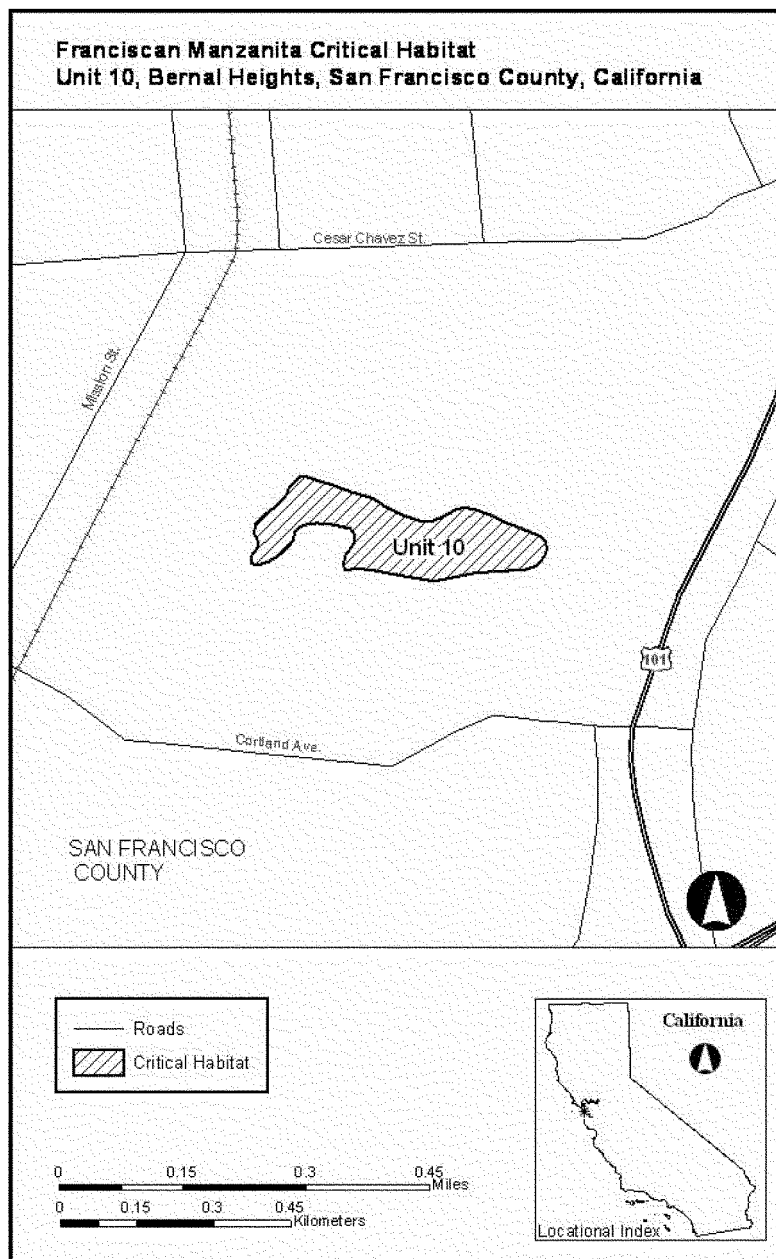 Franciscan Manzanita Critical Habitat
Unit 10, Bernal Heights, San Francisco County, California
Cesar Chavez St.
Mission St.
Unit 10
101
Cortland Ave.
SAN FRANCISCO
COUNTY
Roads
Critical Habitat
California
0 0.15 0.3 0.45
Miles
0 0.15 0.3 0.45
Kilometers
Locational Index